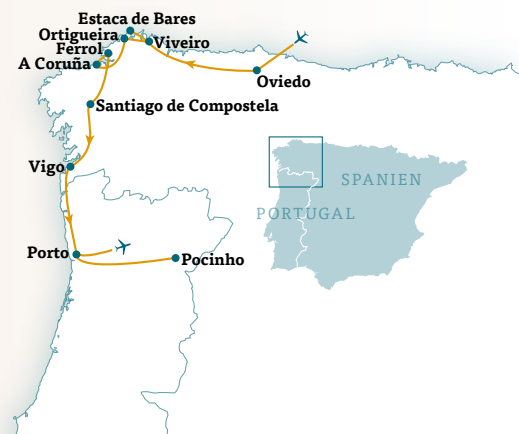 Estaca de Bares
Ortigueira
Viveiro
Ferrol
A Coruña
Oviedo
Santiago de Compostela
Vigo
SPANIEN
PORTUGAL
Porto
Pocinho